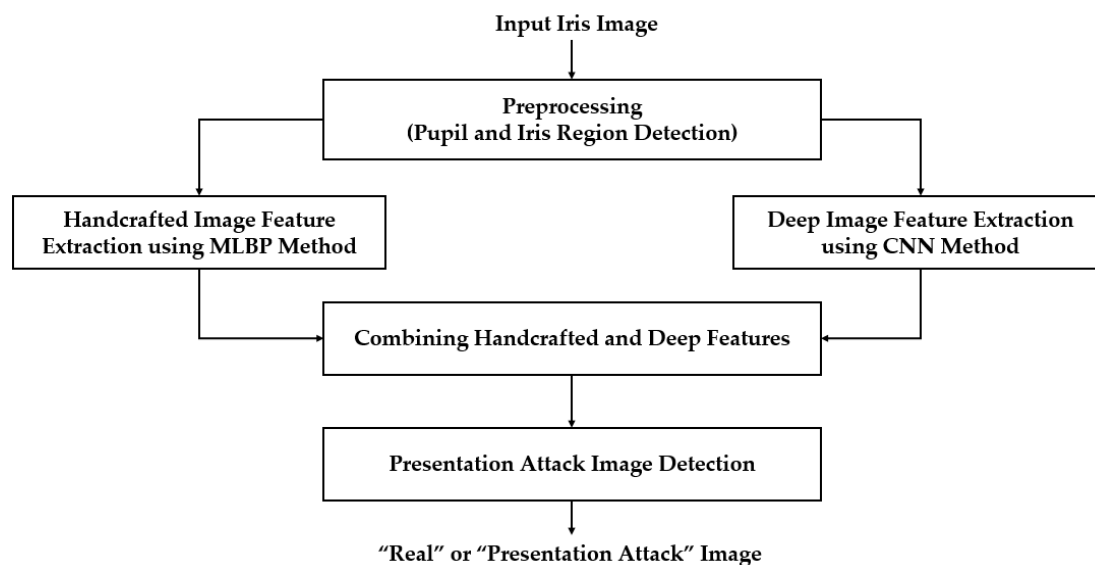 Input Iris Image
Preprocessing
(Pupil and Iris Region Detection)
Handcrafted Image Feature
Extraction using MLBP Method
Deep Image Feature Extraction
using CNN Method
Combining Handcrafted and Deep Features
Presentation Attack Image Detection
“Real” or “Presentation Attack” Image